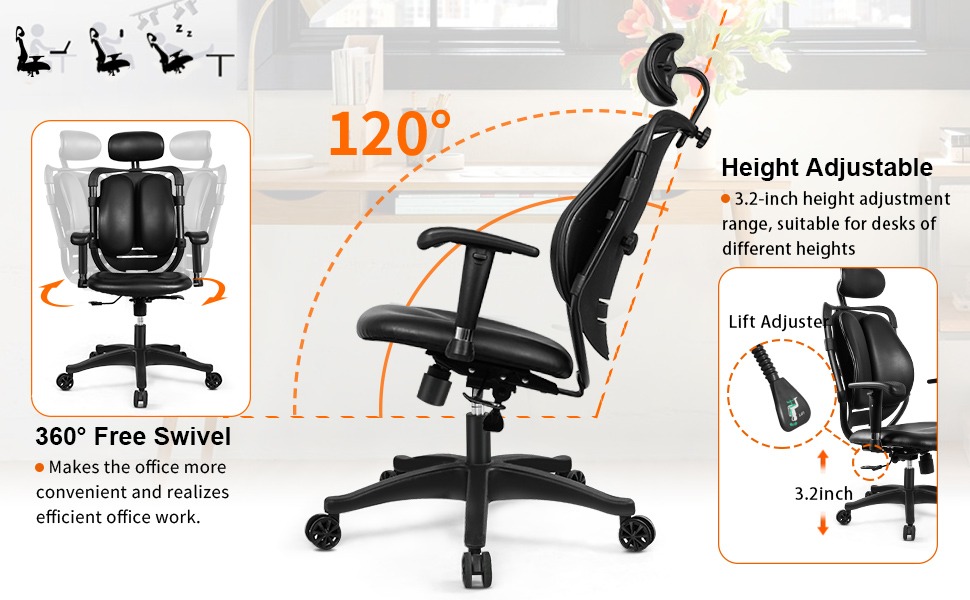 z z
120°
Height Adjustable
3.2-inch height adjustment
range, suitable for desks of
different heights
Lift Adjuster
3.2inch
360° Free Swivel
Makes the office more
convenient and realizes
efficient office work.